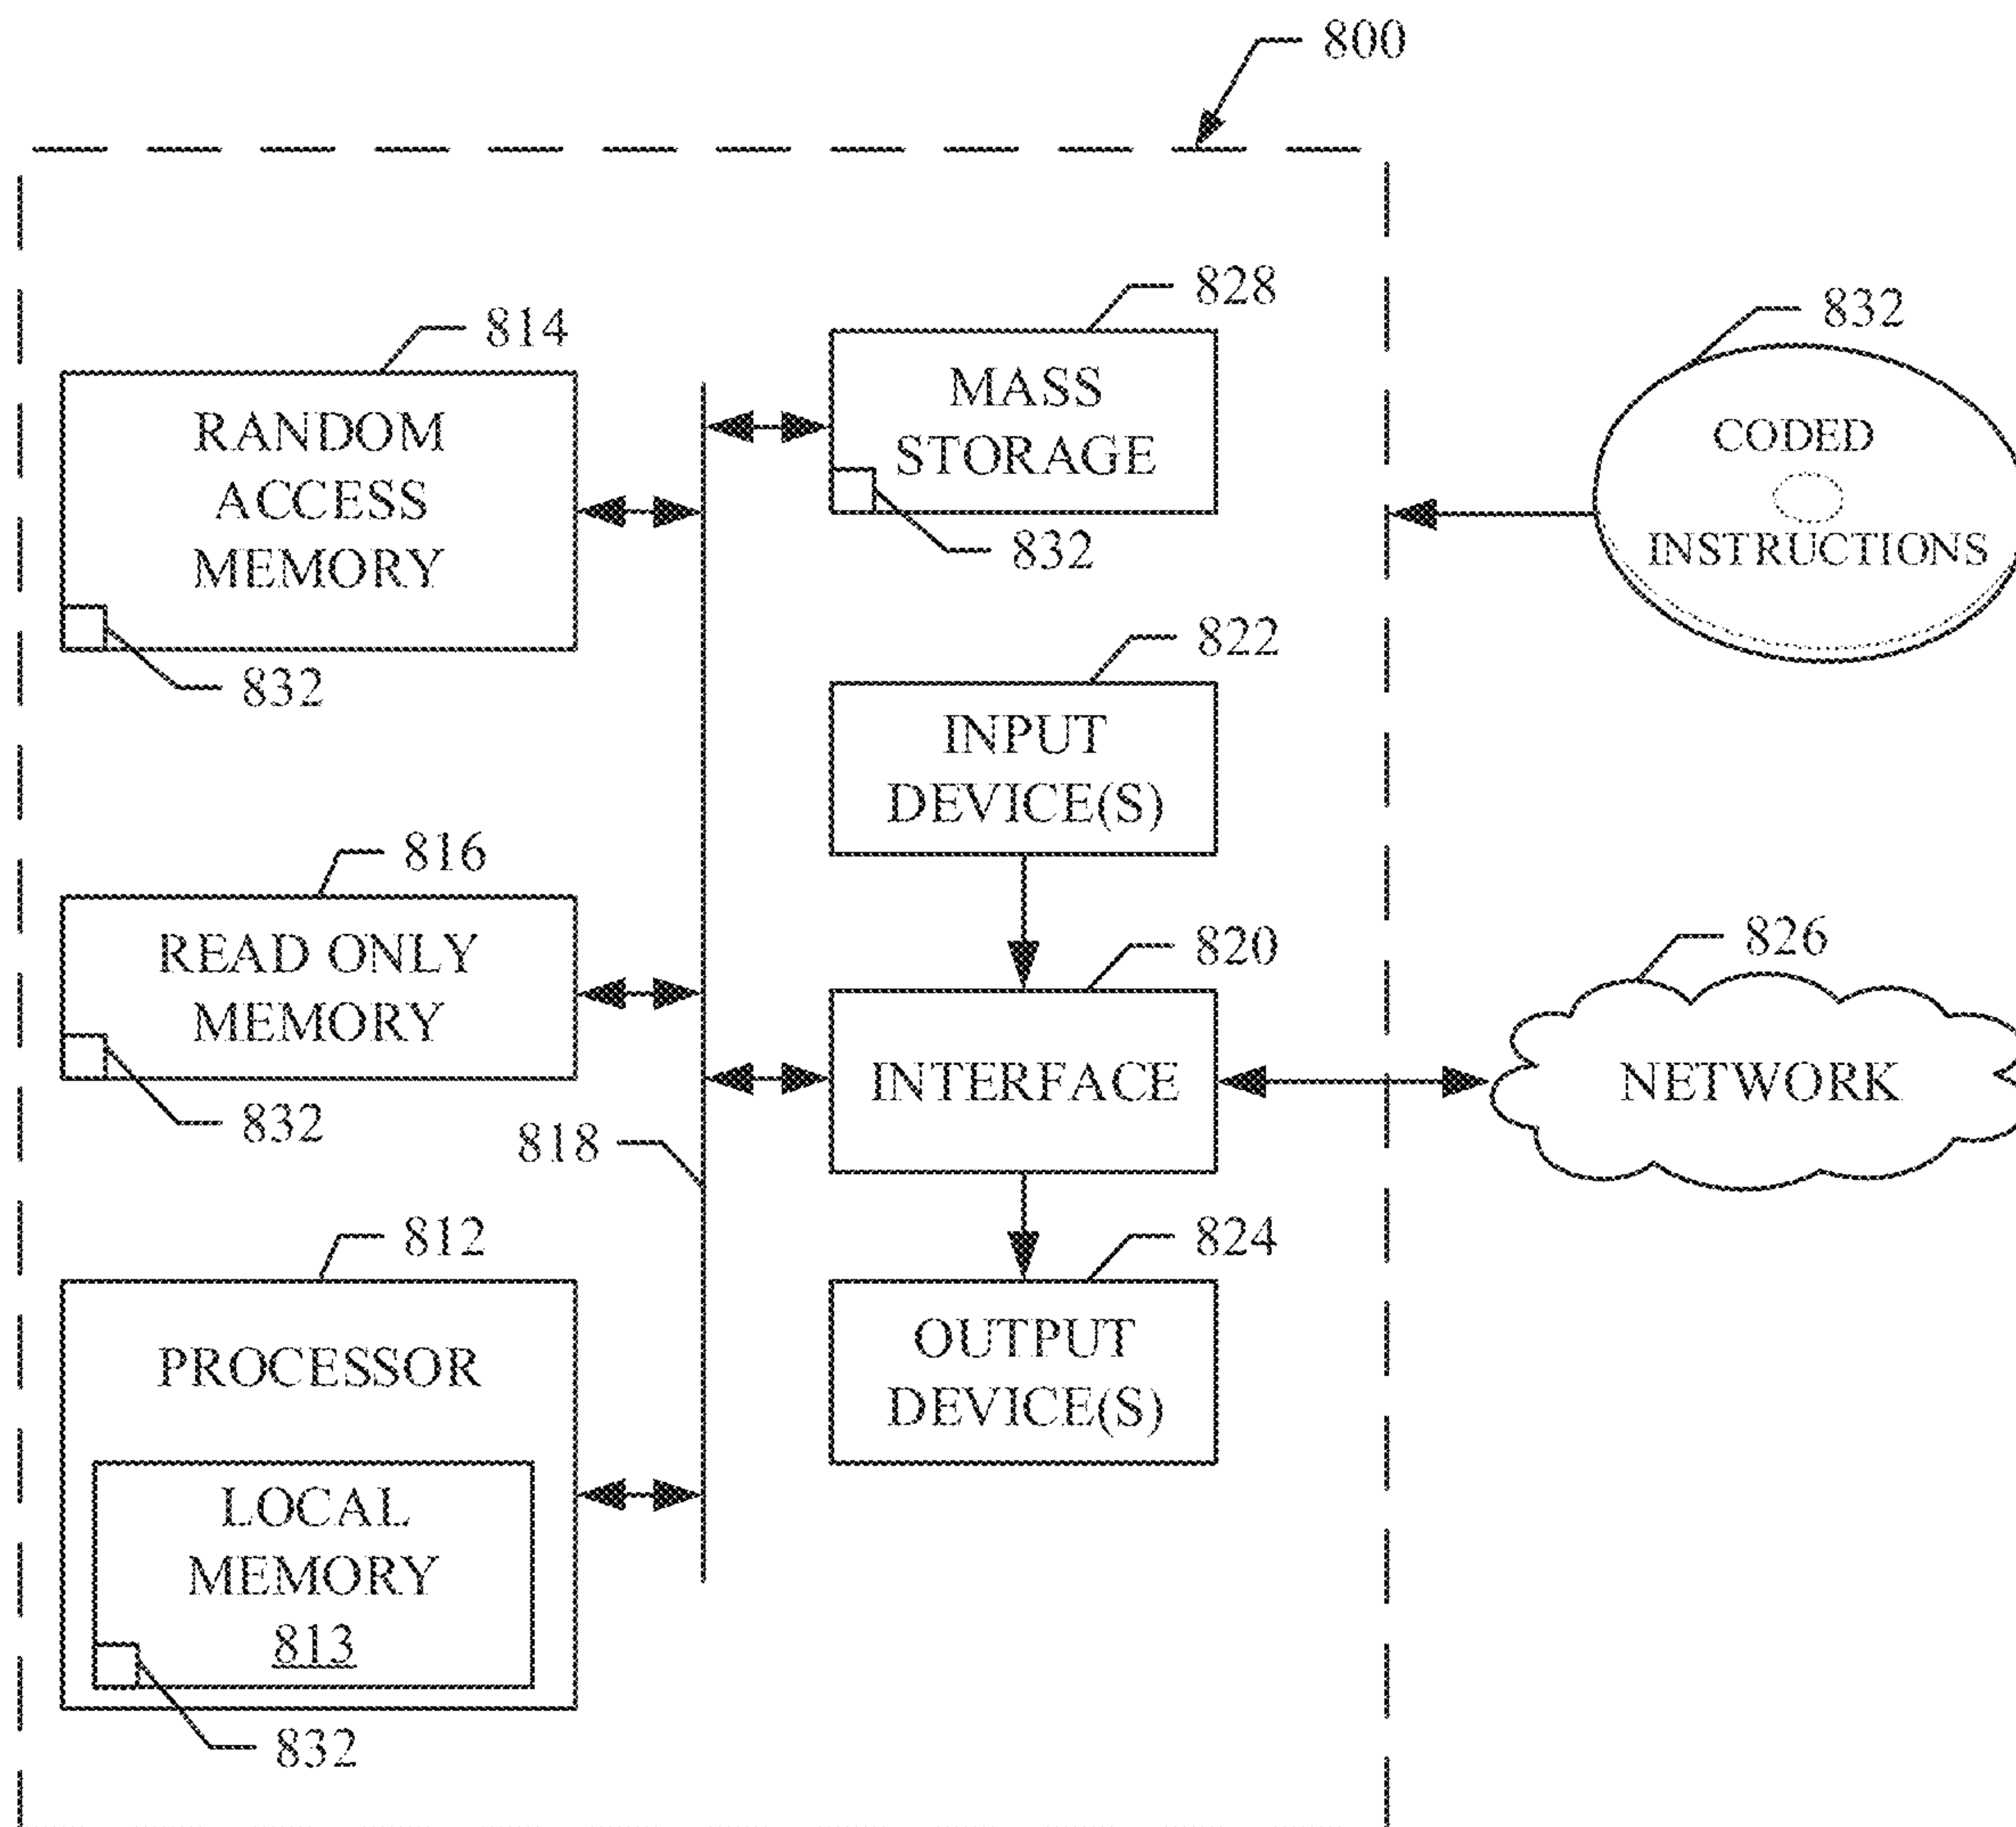 800
828
832
814
MASS
STORAGE
RANDOM
ACCESS
MEMORY
CODED
INSTRUCTIONS
832
832
822
INPUT
DEVICE(S)
816
READ ONLY
MEMORY
820
826
INTERFACE
NETWORK
832
818
812
824
PROCESSOR
OUTPUT
DEVICE(S)
LOCAL
MEMORY
813
832